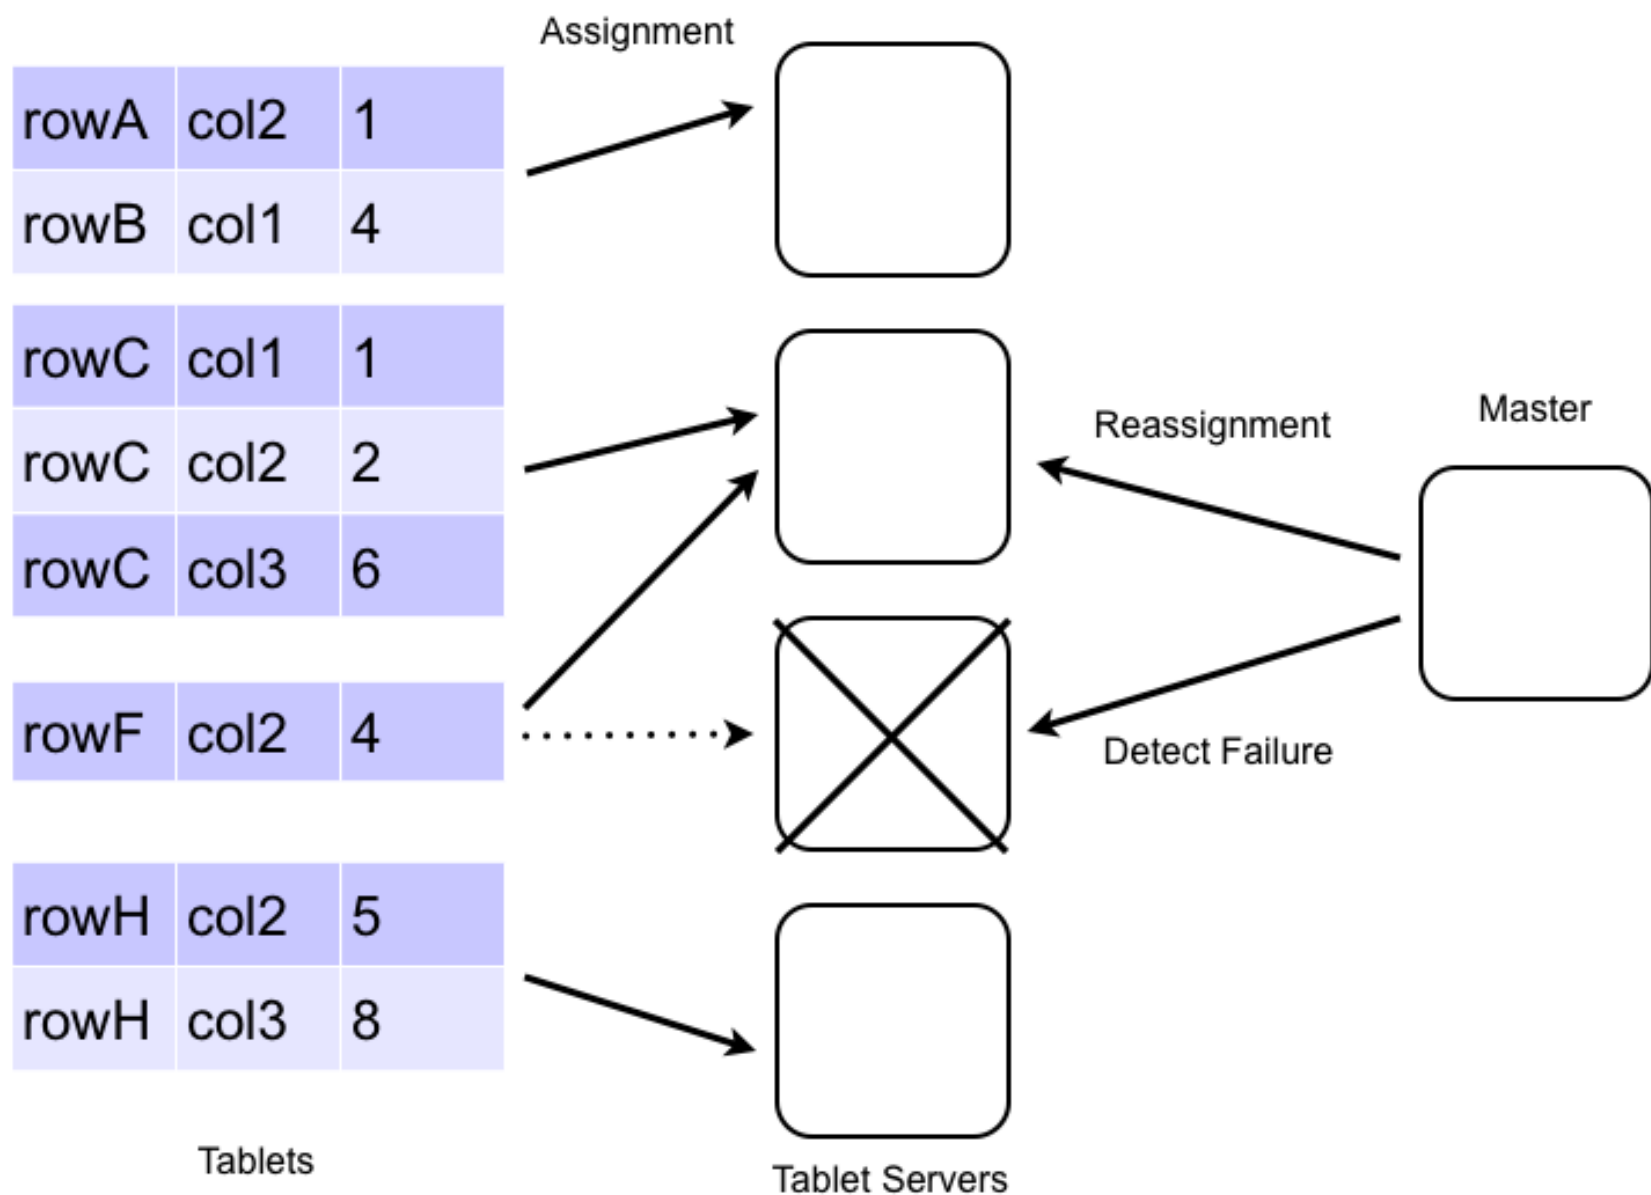 Assignment
rowA col2 1
rowB col1 4
rowC col1 1
rowC col2 2
rowC col3 6
rowF col2 4
rowH col2 5
rowH col3 8
Tablets
Tablet Servers
Reassignment
Detect Failure
Master